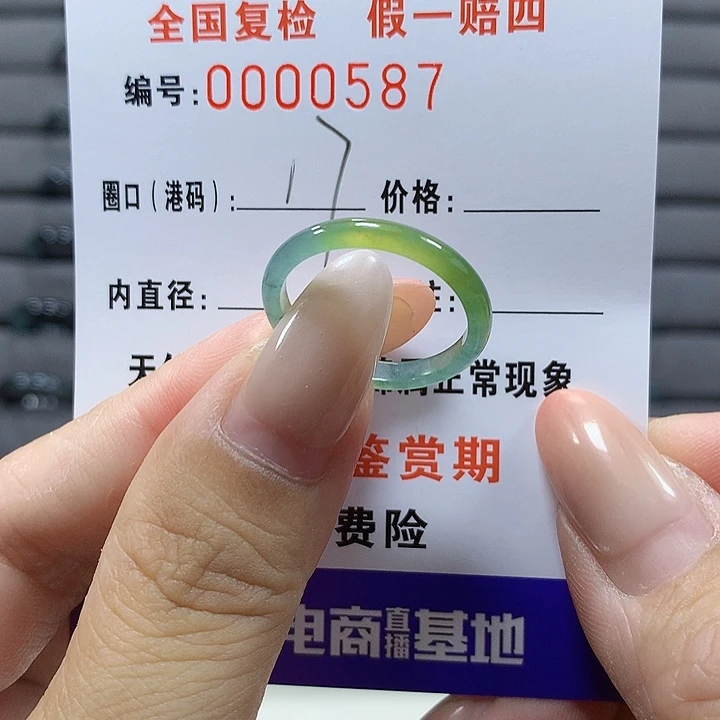 全国复检 假一赔四
编号:0000587
圈口(港码): 17 价格:
内直径:
正常现象
鉴赏期
费险
电商直播基地